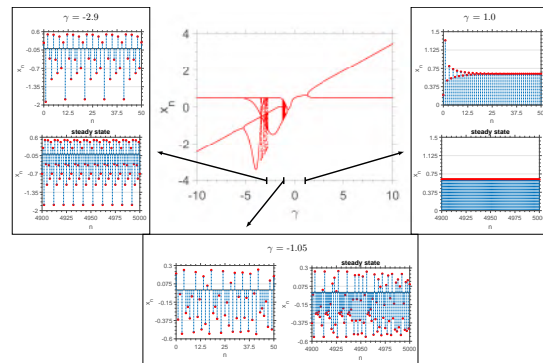 γ = -2.9
0.6
-0.05
-0.7
-1.35
-2
x_n
0 12.5 25 37.5 50
n
steady state
0.6
-0.05
-0.7
-1.35
-2
x_n
4900 4925 4950 4975 5000
n
4
2
0
-2
-4
x_n
-10 -5 0 5 10
γ
γ = 1.0
1.5
1.13
0.75
0.375
0
x_n
0 12.5 25 37.5 50
n
steady state
1.5
1.13
0.75
0.375
0
x_n
4900 4925 4950 4975 5000
n
γ = -1.05
0.3
0.075
-0.15
-0.375
-0.6
x_n
0 12.5 25 37.5 50
n
steady state
0.3
0.075
-0.15
-0.375
-0.6
x_n
4900 4925 4950 4975 5000
n